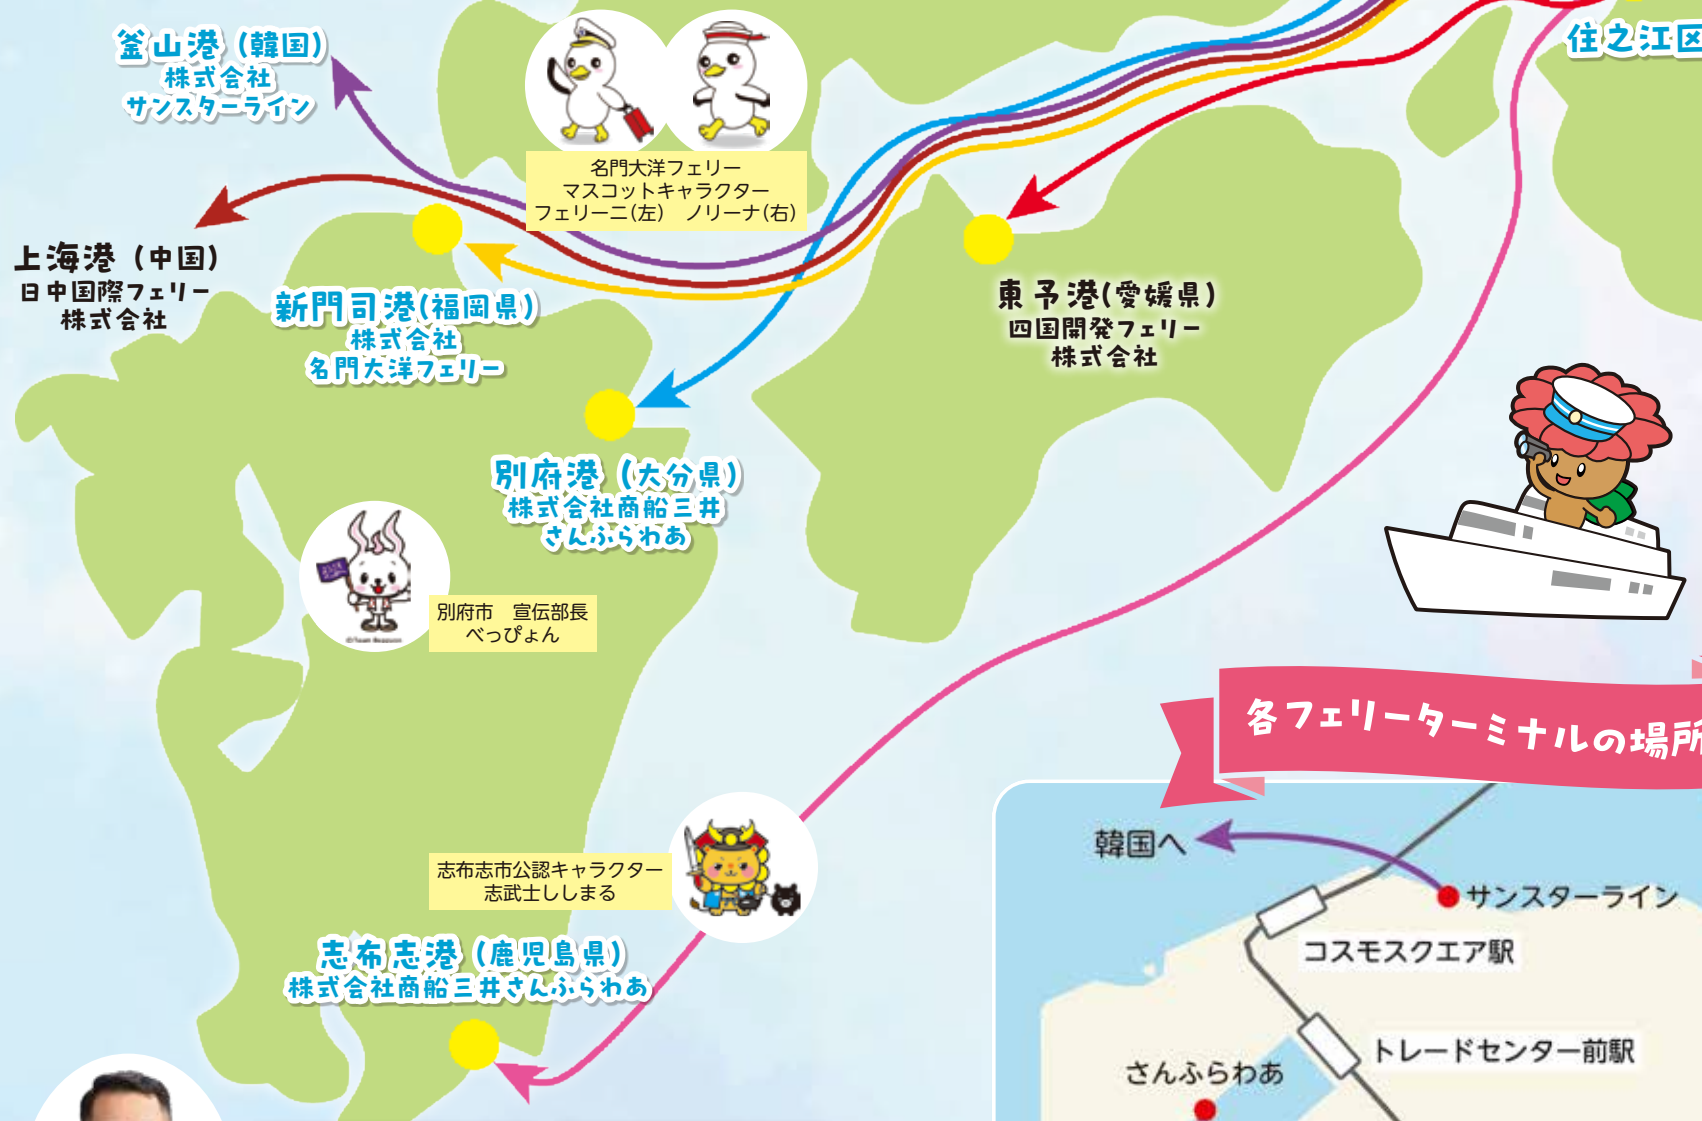 釜山港（韓国）
株式会社
サンスターライン
住之江区
名門大洋フェリー
マスコットキャラクター
フェリーニ(左)　ノリーナ(右)
上海港（中国）
日中国際フェリー
株式会社
新門司港(福岡県)
株式会社
名門大洋フェリー
東予港(愛媛県)
四国開発フェリー
株式会社
別府港（大分県）
株式会社商船三井
さんふらわあ
別府市　宣伝部長
べっぴょん
各フェリーターミナルの場所
志布志市公認キャラクター
志武士ししまる
志布志港（鹿児島県）
株式会社商船三井さんふらわあ
韓国へ
サンスターライン
コスモスクエア駅
トレードセンター前駅
さんふらわあ